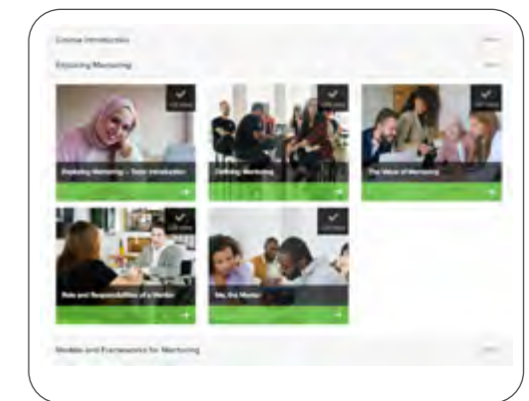 Course Introduction
Exploring Mentoring
Exploring Mentoring – Topic Introduction
Defining Mentoring
The Value of Mentoring
Role and Responsibilities of a Mentor
Me, the Mentor
Models and Frameworks for Mentoring